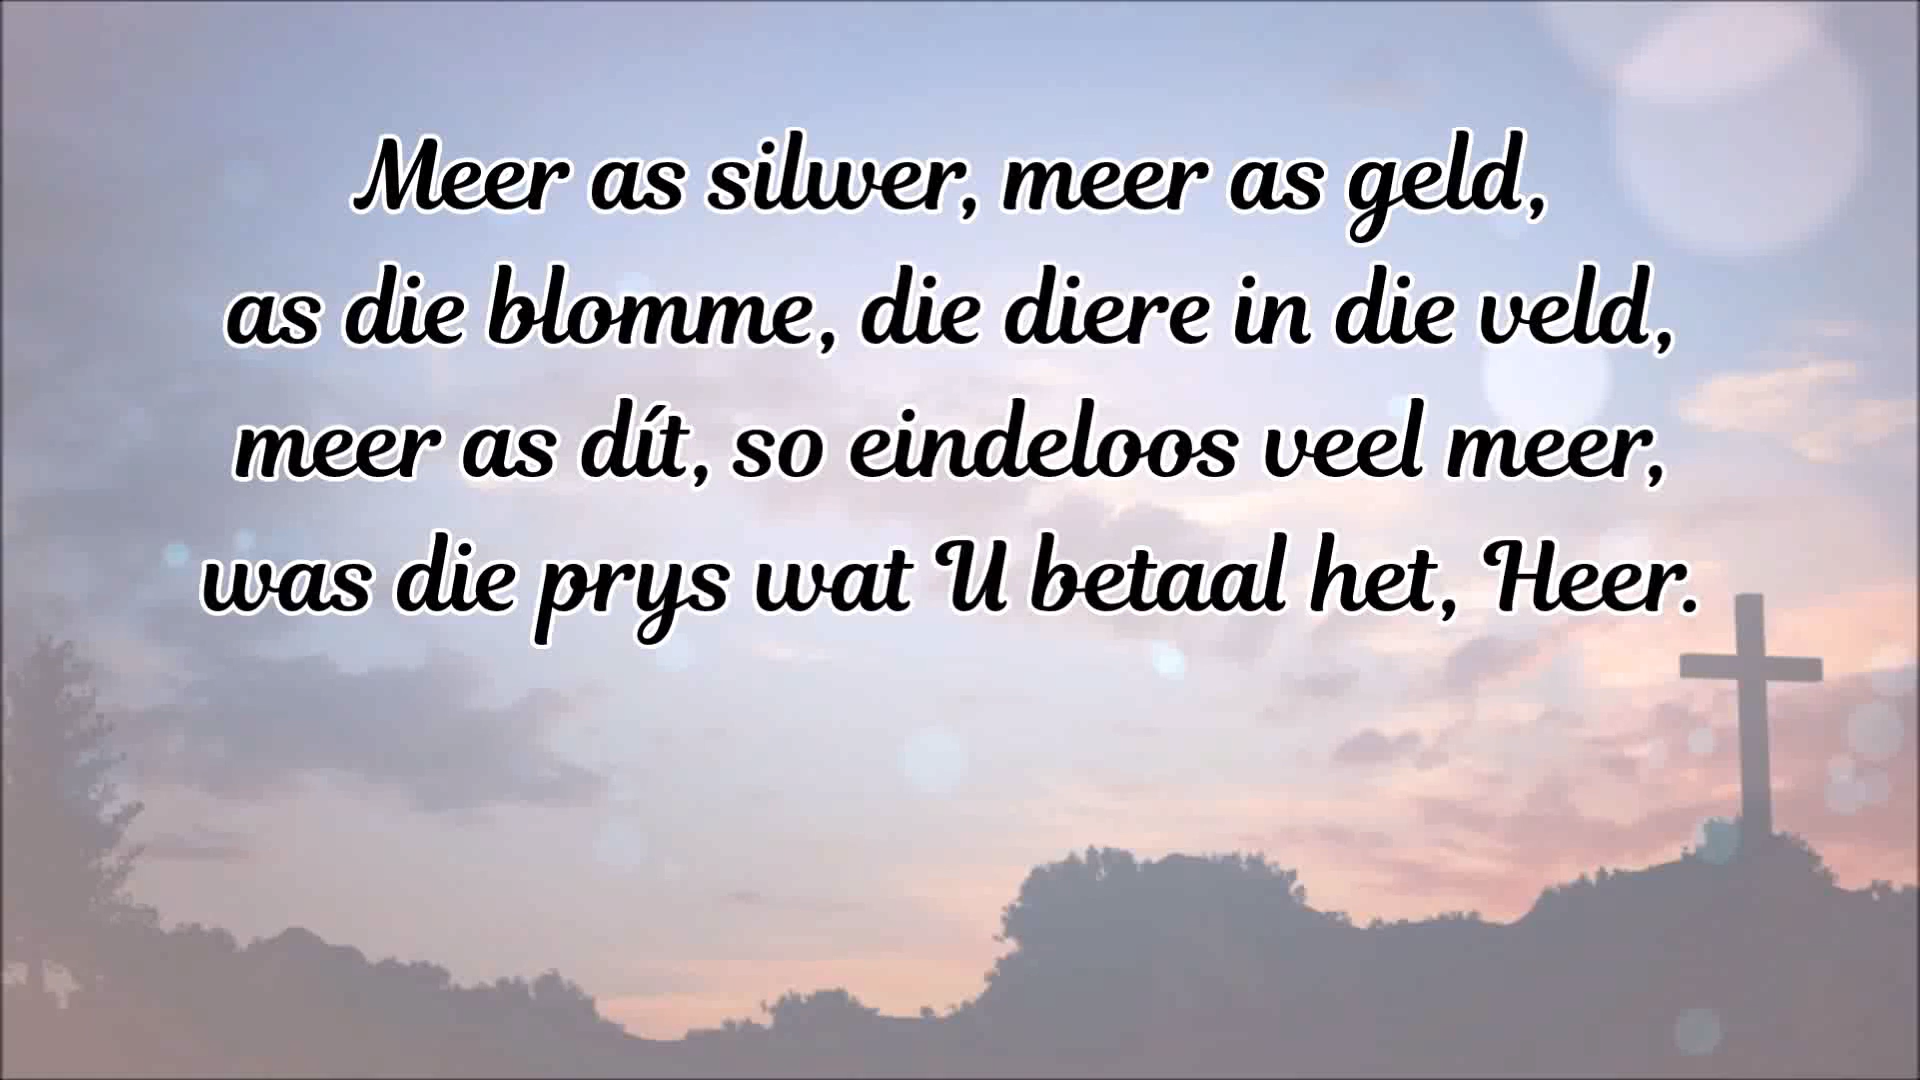 Meer as silwer, meer as geld,
as die blomme, die diere in die veld,
meer as dít, so eindeloos veel meer,
was die prys wat U betaal het, Heer.